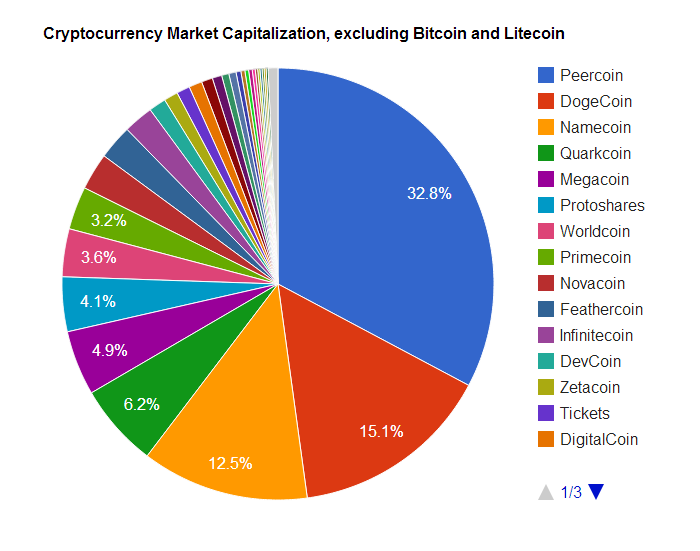 Cryptocurrency Market Capitalization, excluding Bitcoin and Litecoin
32.8%
15.1%
12.5%
6.2%
4.9%
4.1%
3.6%
3.2%
Peercoin
DogeCoin
Namecoin
Quarkcoin
Megacoin
Protoshares
Worldcoin
Primecoin
Novacoin
Feathercoin
Infinitecoin
DevCoin
Zetacoin
Tickets
DigitalCoin
1/3